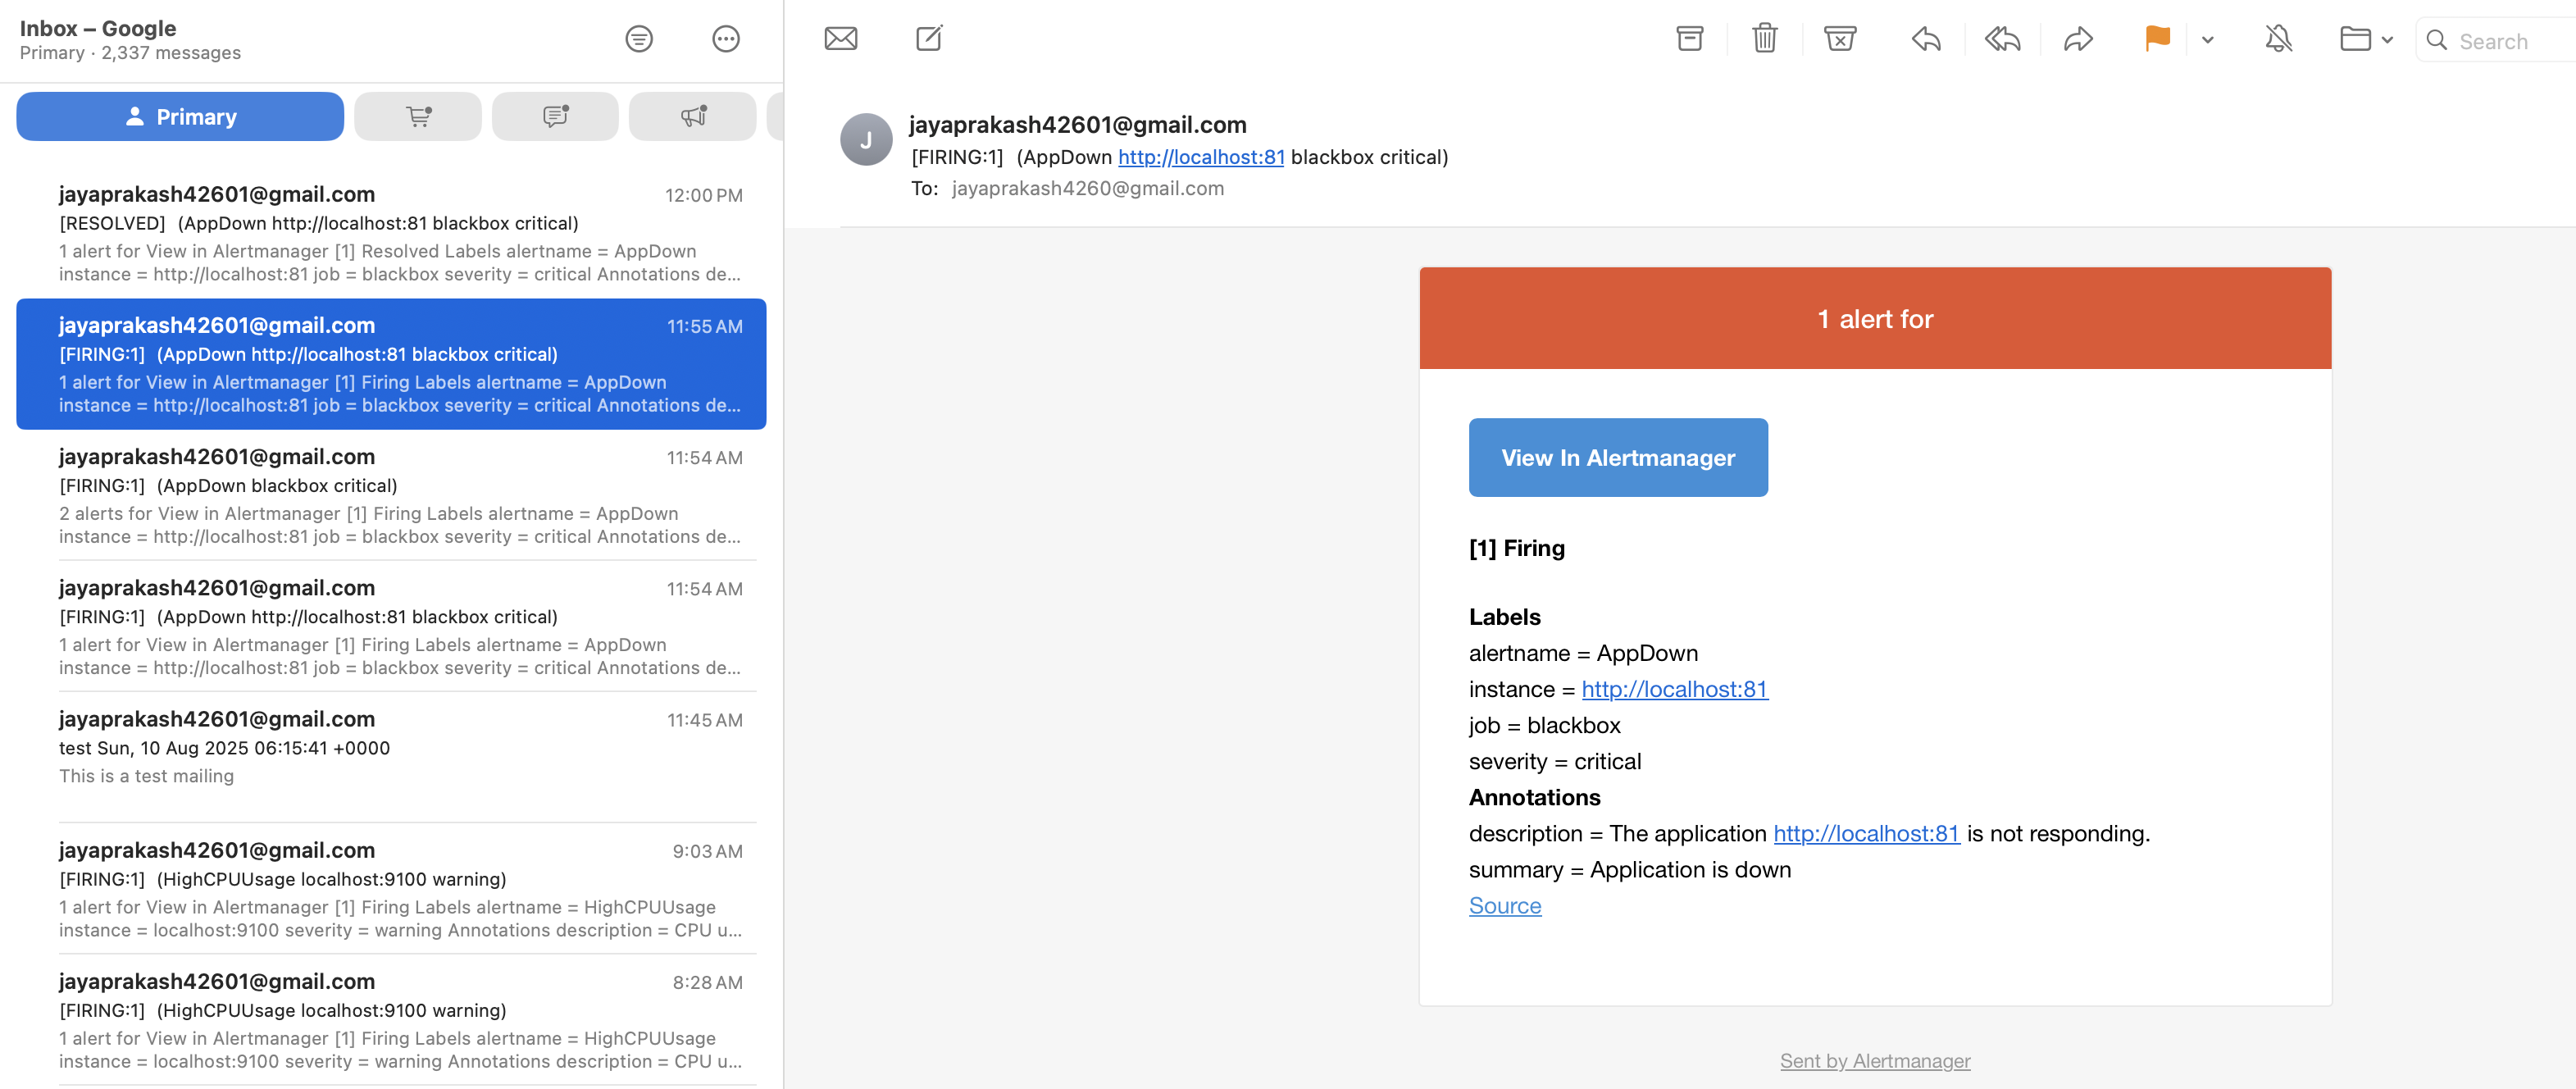 Inbox – Google
Primary · 2,337 messages
Primary
jayaprakash42601@gmail.com 12:00 PM
[RESOLVED] (AppDown http://localhost:81 blackbox critical)
1 alert for View in Alertmanager [1] Resolved Labels alertname = AppDown
instance = http://localhost:81 job = blackbox severity = critical Annotations de...
jayaprakash42601@gmail.com 11:55 AM
[FIRING:1] (AppDown http://localhost:81 blackbox critical)
1 alert for View in Alertmanager [1] Firing Labels alertname = AppDown
instance = http://localhost:81 job = blackbox severity = critical Annotations de...
jayaprakash42601@gmail.com 11:54 AM
[FIRING:1] (AppDown blackbox critical)
2 alerts for View in Alertmanager [1] Firing Labels alertname = AppDown
instance = http://localhost:81 job = blackbox severity = critical Annotations de...
jayaprakash42601@gmail.com 11:54 AM
[FIRING:1] (AppDown http://localhost:81 blackbox critical)
1 alert for View in Alertmanager [1] Firing Labels alertname = AppDown
instance = http://localhost:81 job = blackbox severity = critical Annotations de...
jayaprakash42601@gmail.com 11:45 AM
test Sun, 10 Aug 2025 06:15:41 +0000
This is a test mailing
jayaprakash42601@gmail.com 9:03 AM
[FIRING:1] (HighCPUUsage localhost:9100 warning)
1 alert for View in Alertmanager [1] Firing Labels alertname = HighCPUUsage
instance = localhost:9100 severity = warning Annotations description = CPU u...
jayaprakash42601@gmail.com 8:28 AM
[FIRING:1] (HighCPUUsage localhost:9100 warning)
1 alert for View in Alertmanager [1] Firing Labels alertname = HighCPUUsage
instance = localhost:9100 severity = warning Annotations description = CPU u...
Search
J
jayaprakash42601@gmail.com
[FIRING:1] (AppDown http://localhost:81 blackbox critical)
To: jayaprakash4260@gmail.com
1 alert for
View In Alertmanager
[1] Firing
Labels
alertname = AppDown
instance = http://localhost:81
job = blackbox
severity = critical
Annotations
description = The application http://localhost:81 is not responding.
summary = Application is down
Source
Sent by Alertmanager